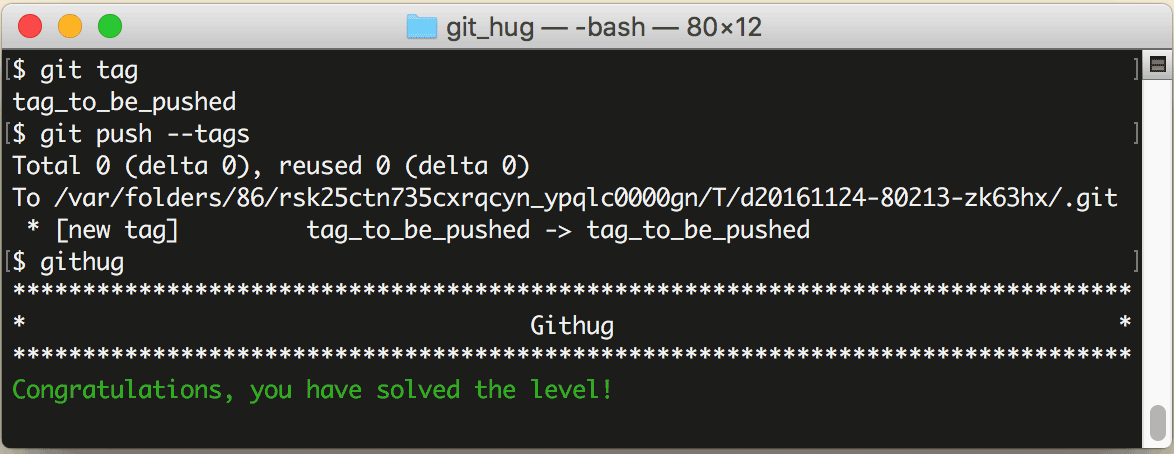 git_hug — -bash — 80×12
[$ git tag ]
tag_to_be_pushed
[$ git push --tags ]
Total 0 (delta 0), reused 0 (delta 0)
To /var/folders/86/rsk25ctn735cxrqcyn_ypqlc0000gn/T/d20161124-80213-zk63hx/.git
 * [new tag]         tag_to_be_pushed -> tag_to_be_pushed
[$ githug ]
********************************************************************************
*                                    Githug                                    *
********************************************************************************
Congratulations, you have solved the level!